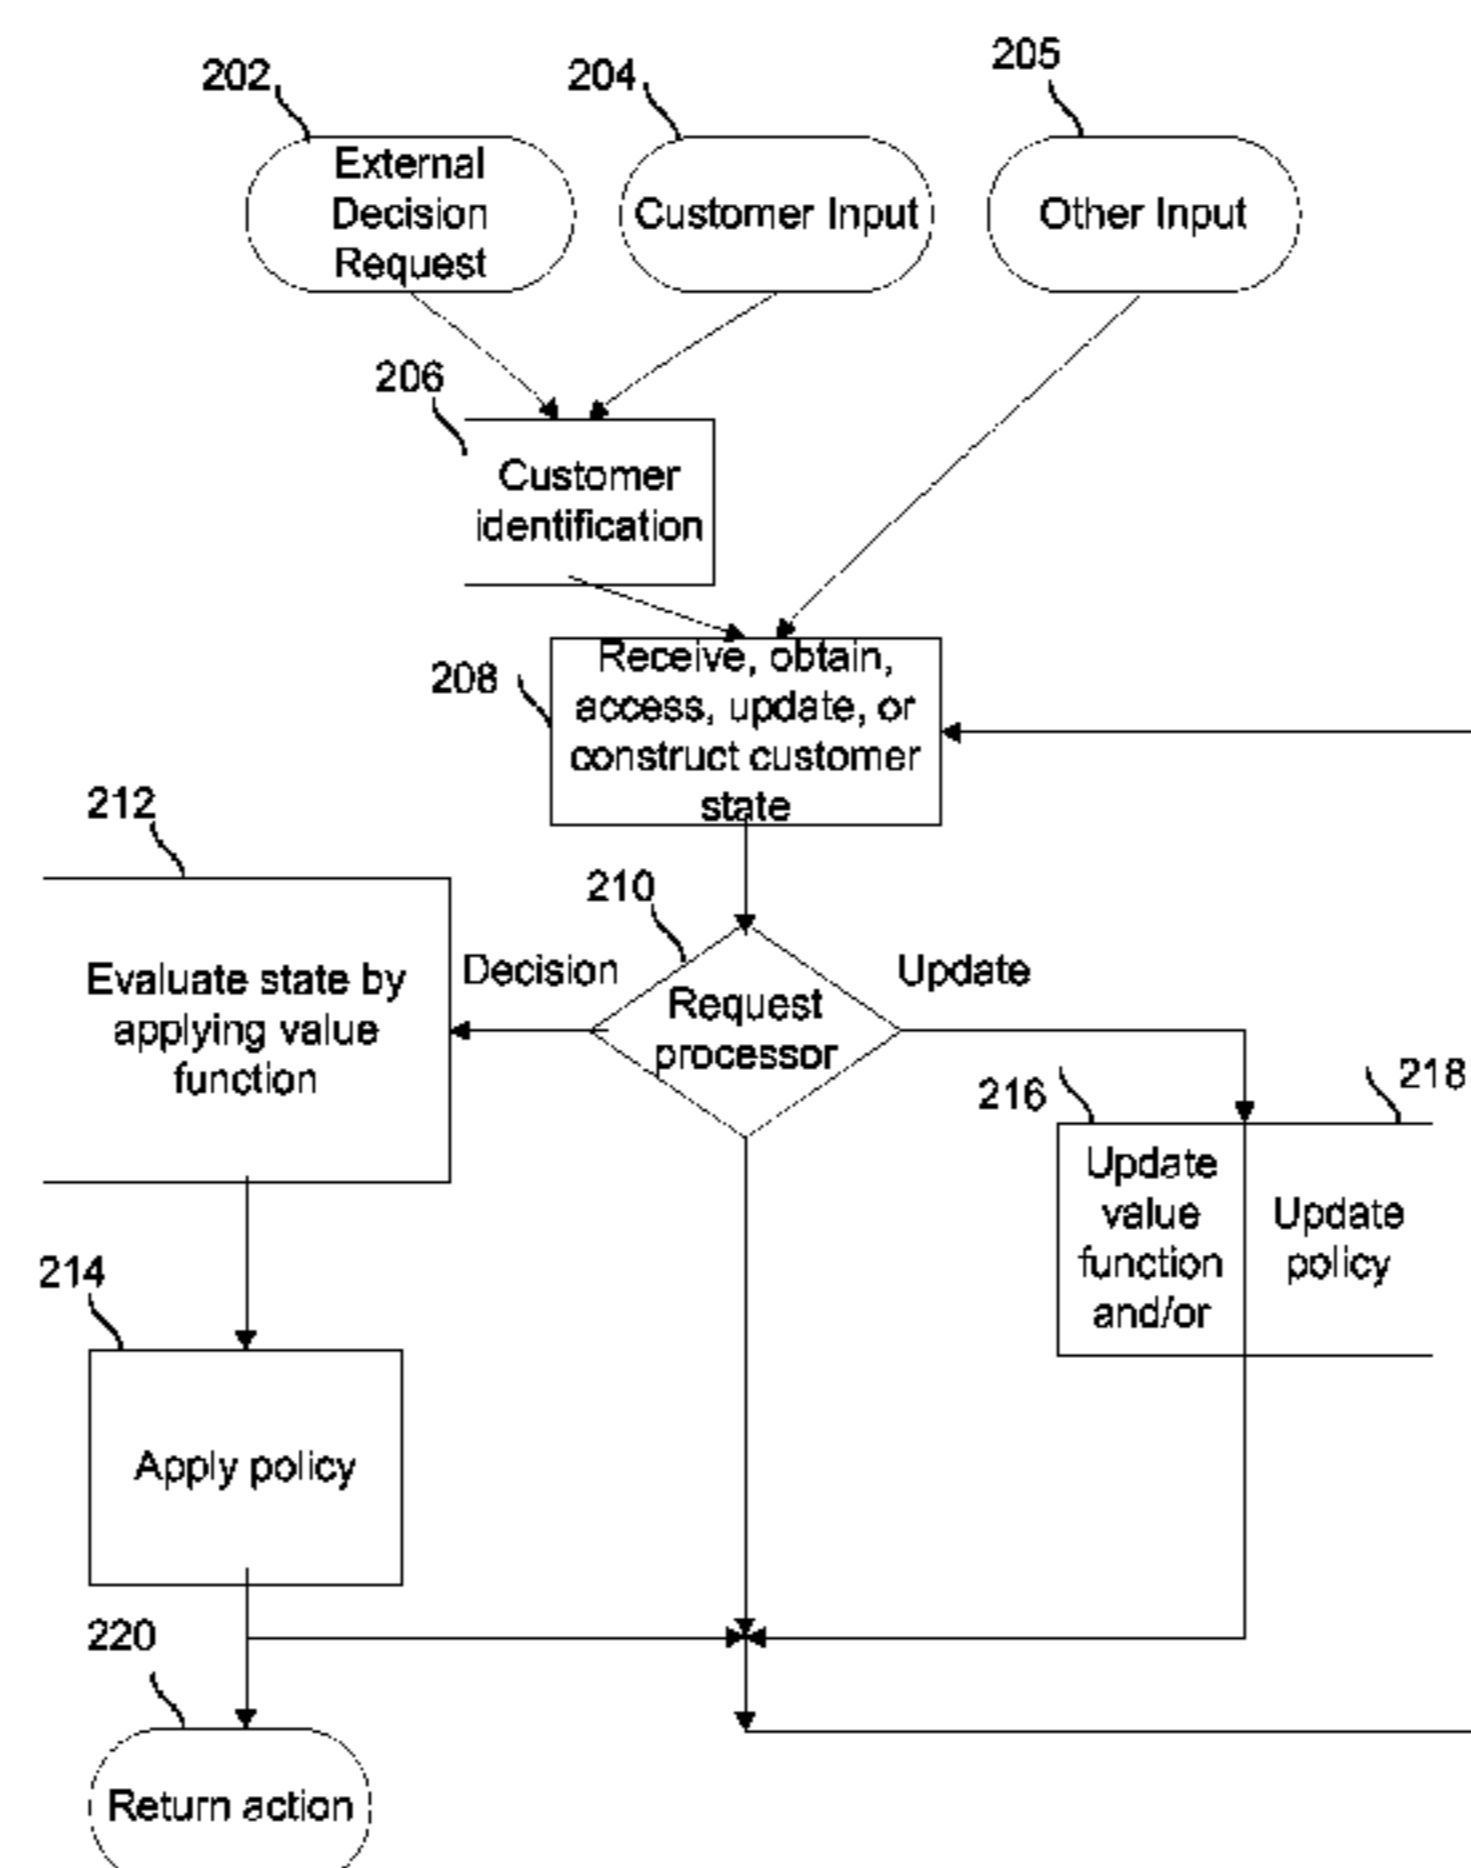 202
204
205
External
Decision
Request
Customer Input
Other Input
206
Customer
identification
208
Receive, obtain,
access, update, or
construct customer
state
212
210
Evaluate state by
applying value
function
Decision
Request
processor
Update
216
218
Update
value
function
and/or
Update
policy
214
Apply policy
220
Return action